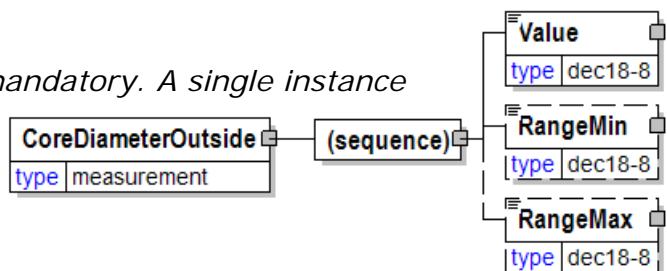 Value
type dec18-8
mandatory. A single instance
RangeMin
type dec18-8
CoreDiameterOutside
(sequence)
type measurement
RangeMax
type dec18-8